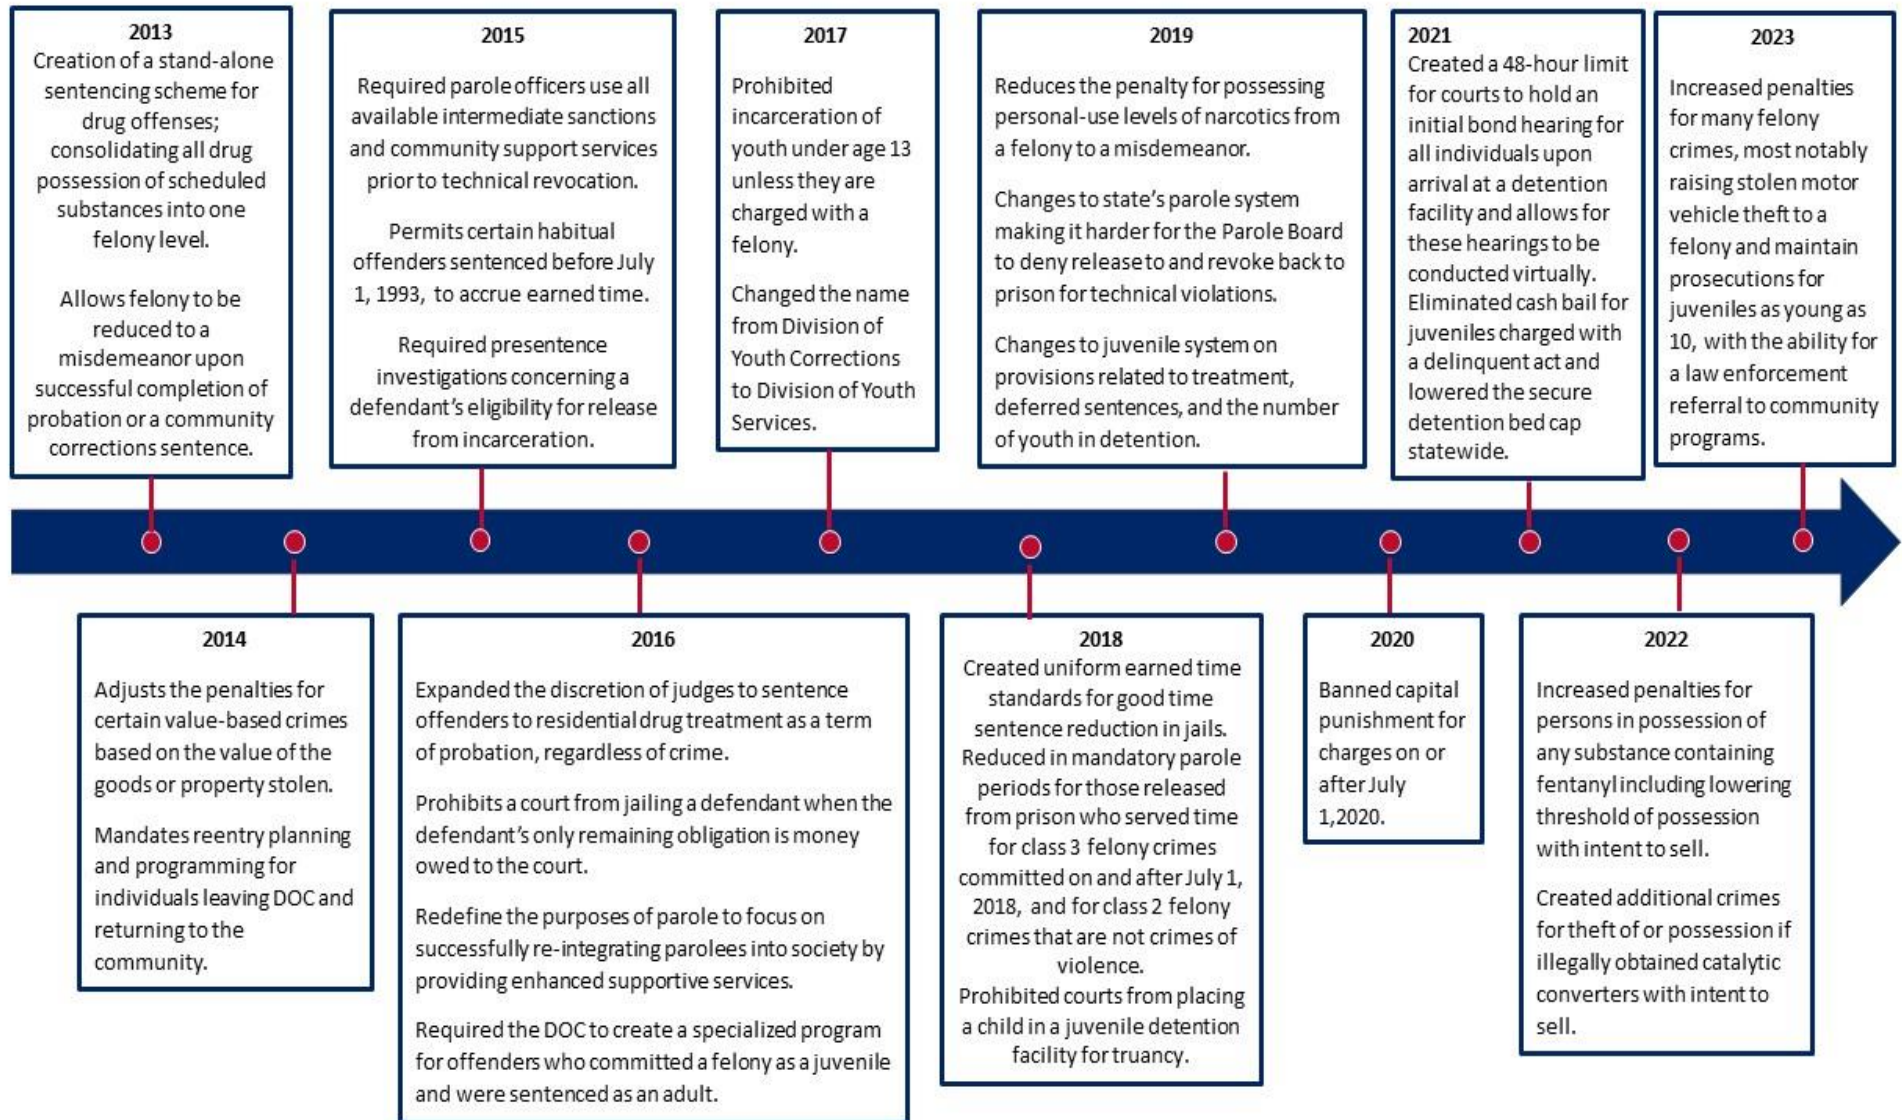 2013
Creation of a stand-alone
sentencing scheme for
drug offenses;
consolidating all drug
possession of scheduled
substances into one
felony level.
Allows felony to be
reduced to a
misdemeanor upon
successful completion of
probation or a community
corrections sentence.
2015
Required parole officers use all
available intermediate sanctions
and community support services
prior to technical revocation.
Permits certain habitual
offenders sentenced before July
1, 1993, to accrue earned time.
Required presentence
investigations concerning a
defendant's eligibility for release
from incarceration.
2017
Prohibited
incarceration of
youth under age 13
unless they are
charged with a
felony.
Changed the name
from Division of
Youth Corrections
to Division of Youth
Services.
2019
Reduces the penalty for possessing
personal-use levels of narcotics from
a felony to a misdemeanor.
Changes to state's parole system
making it harder for the Parole Board
to deny release to and revoke back to
prison for technical violations.
Changes to juvenile system on
provisions related to treatment,
deferred sentences, and the number
of youth in detention.
2021
Created a 48-hour limit
for courts to hold an
initial bond hearing for
all individuals upon
arrival at a detention
facility and allows for
these hearings to be
conducted virtually.
Eliminated cash bail for
juveniles charged with
a delinquent act and
lowered the secure
detention bed cap
statewide.
2023
Increased penalties
for many felony
crimes, most notably
raising stolen motor
vehicle theft to a
felony and maintain
prosecutions for
juveniles as young as
10, with the ability for
a law enforcement
referral to community
programs.
2014
Adjusts the penalties for
certain value-based crimes
based on the value of the
goods or property stolen.
Mandates reentry planning
and programming for
individuals leaving DOC and
returning to the
community.
2016
Expanded the discretion of judges to sentence
offenders to residential drug treatment as a term
of probation, regardless of crime.
Prohibits a court from jailing a defendant when the
defendant's only remaining obligation is money
owed to the court.
Redefine the purposes of parole to focus on
successfully re-integrating parolees into society by
providing enhanced supportive services.
Required the DOC to create a specialized program
for offenders who committed a felony as a juvenile
and were sentenced as an adult.
2018
Created uniform earned time
standards for good time
sentence reduction in jails.
Reduced in mandatory parole
periods for those released
from prison who served time
for class 3 felony crimes
committed on and after July 1,
2018, and for class 2 felony
crimes that are not crimes of
violence.
Prohibited courts from placing
a child in a juvenile detention
facility for truancy.
2020
Banned capital
punishment for
charges on or
after July
1,2020.
2022
Increased penalties for
persons in possession of
any substance containing
fentanyl including lowering
threshold of possession
with intent to sell.
Created additional crimes
for theft of or possession if
illegally obtained catalytic
converters with intent to
sell.